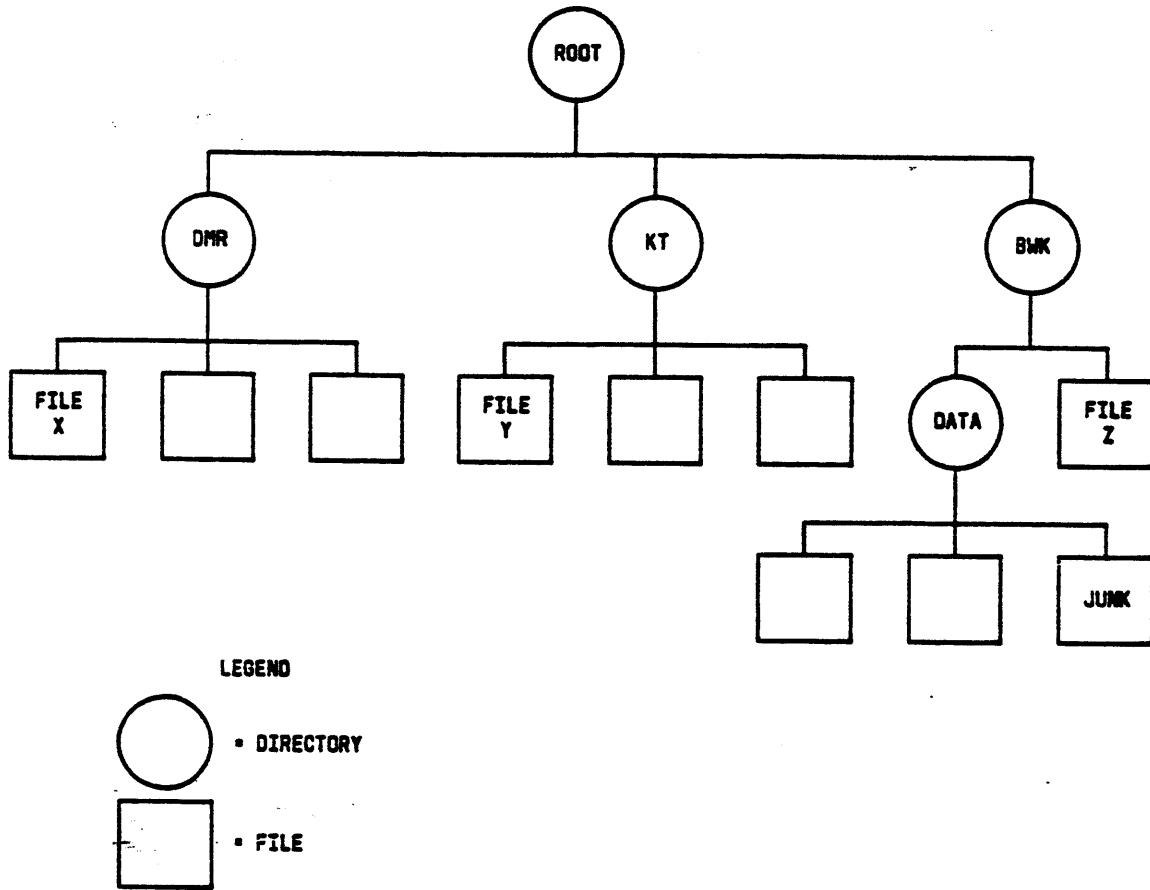 ROOT
DMR
KT
BWK
FILE
X
FILE
Y
DATA
FILE
Z
JUNK
LEGEND
= DIRECTORY
= FILE